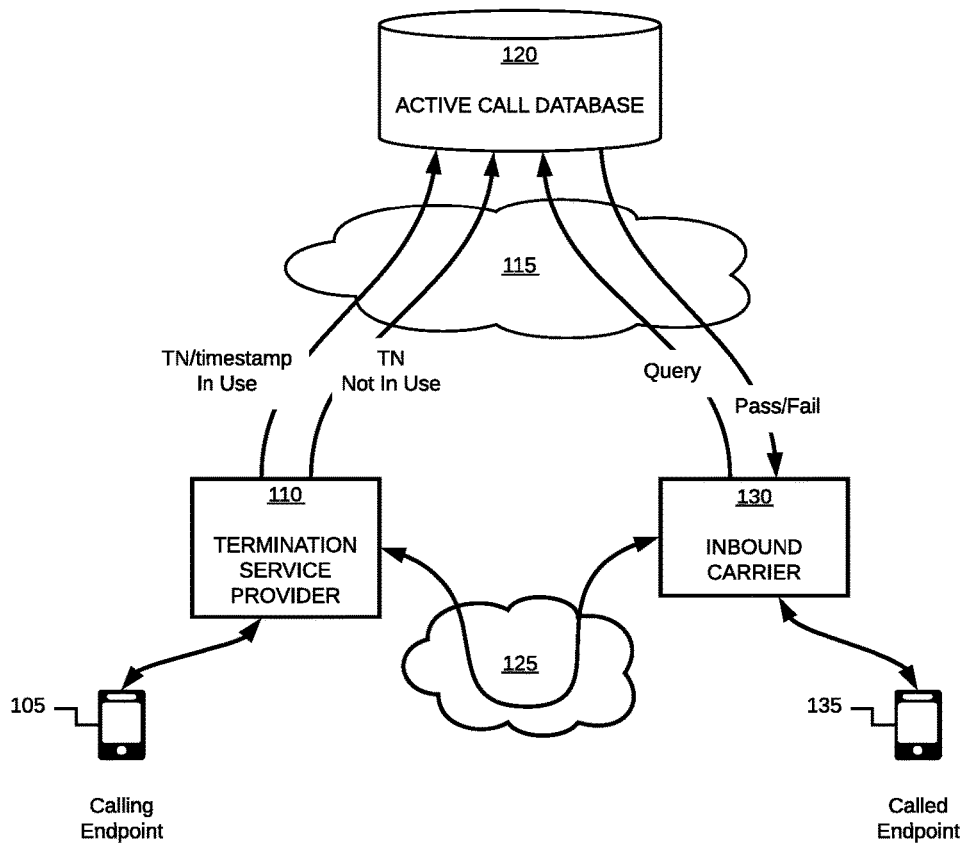 120
ACTIVE CALL DATABASE
115
TN/timestamp
In Use
TN
Not In Use
Query
Pass/Fail
110
TERMINATION
SERVICE
PROVIDER
130
INBOUND
CARRIER
125
105
135
Calling
Endpoint
Called
Endpoint